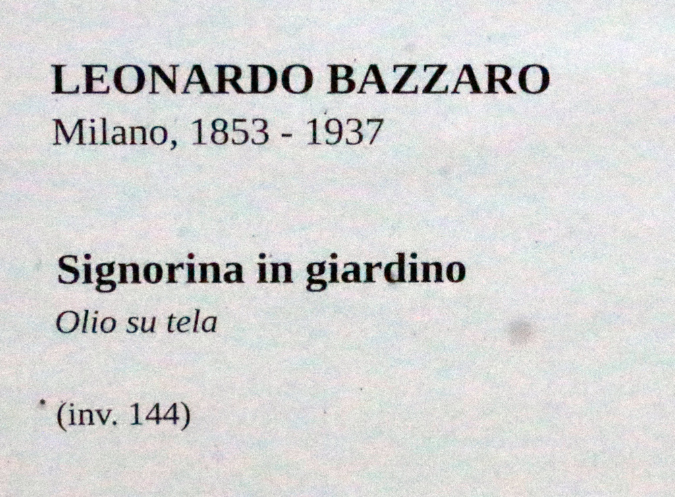 LEONARDO BAZZARO
Milano, 1853 - 1937
Signorina in giardino
Olio su tela
(inv. 144)